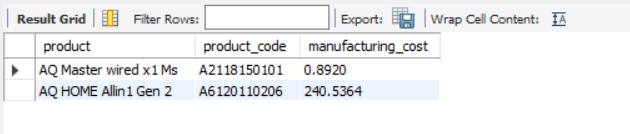 Result Grid Filter Rows: Export: Wrap Cell Content: IA
product product_code manufacturing_cost
AQ Master wired x1 Ms A2118150101 0.8920
AQ HOME Allin1 Gen 2 A6120110206 240.5364